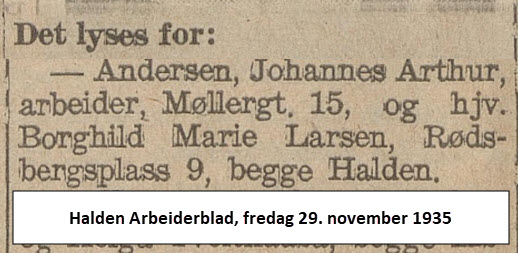 Det lyses for:
— Andersen, Johannes Arthur,
arbeider, Møllergt. 15, og hjv.
Borghild Marie Larsen, Røds-
bergsplass 9, begge Halden.
Halden Arbeiderblad, fredag 29. november 1935